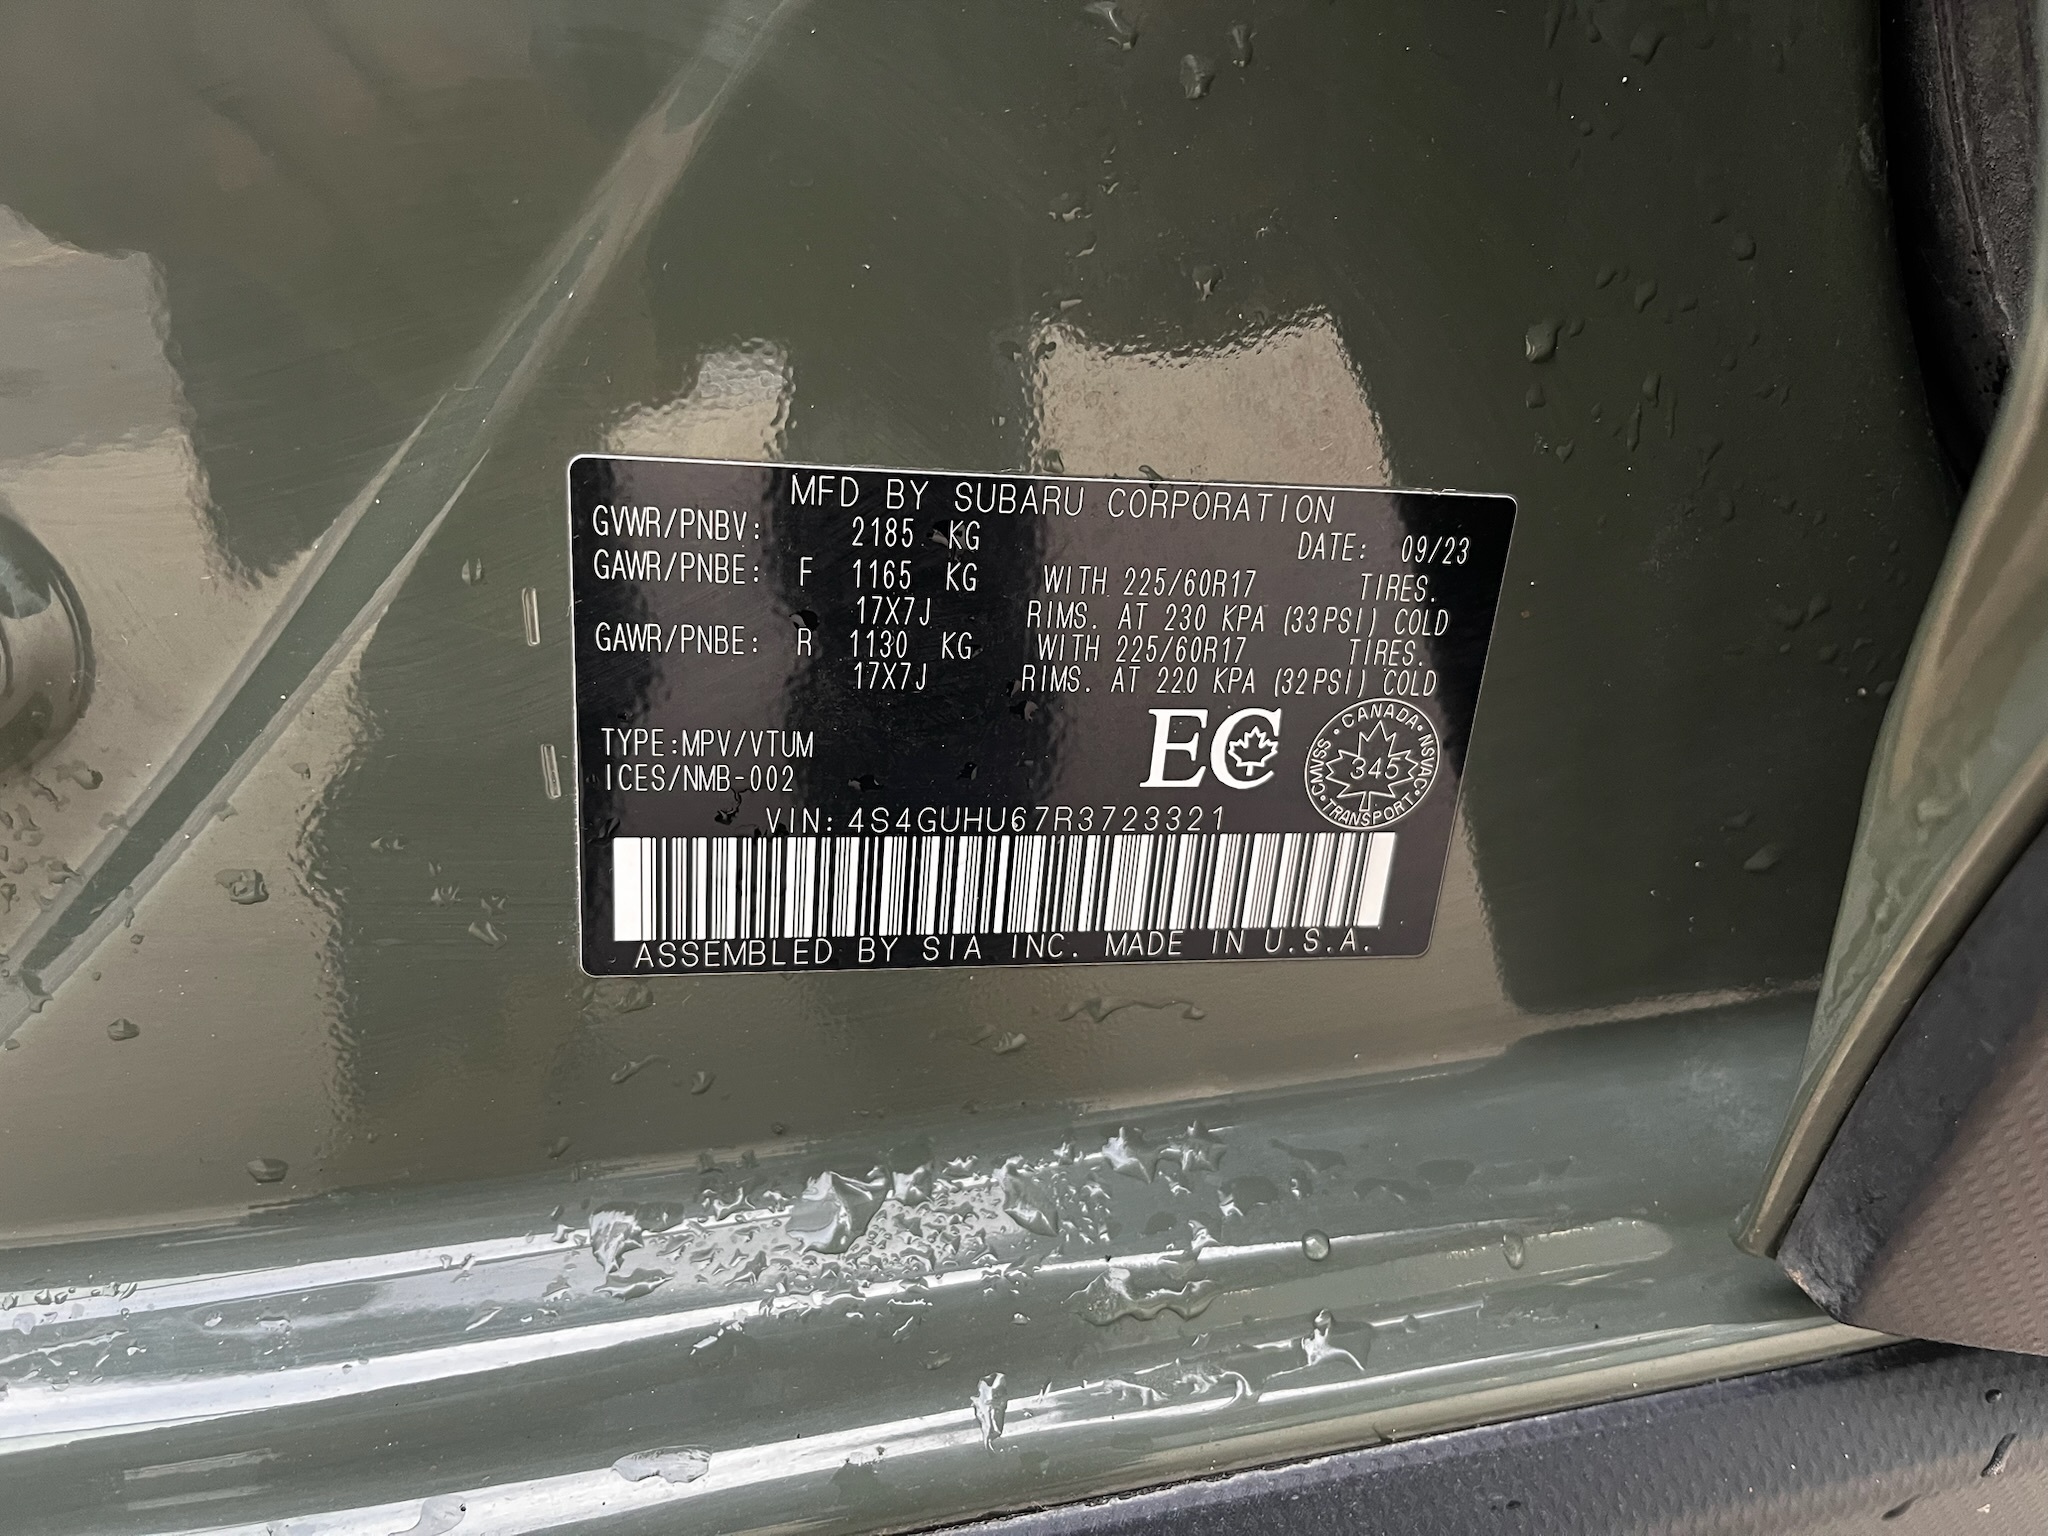 MFD BY SUBARU CORPORATION
GVWR/PNBV: 2185 KG DATE: 09/23
GAWR/PNBE: F 1165 KG WITH 225/60R17 TIRES.
17X7J RIMS. AT 230 KPA (33PSI) COLD
GAWR/PNBE: R 1130 KG WITH 225/60R17 TIRES.
17X7J RIMS. AT 220 KPA (32PSI) COLD
TYPE:MPV/VTUM
ICES/NMB-002
EC
CANADA
NSVAC
TRANSPORT
CMVSS
345
VIN: 4S4GUHU67R3723321
ASSEMBLED BY SIA INC. MADE IN U.S.A.